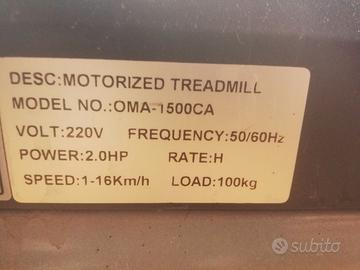 DESC:MOTORIZED TREADMILL
MODEL NO.:OMA-1500CA
VOLT:220V FREQUENCY:50/60Hz
POWER:2.0HP RATE:H
SPEED:1-16Km/h LOAD:100kg
subito